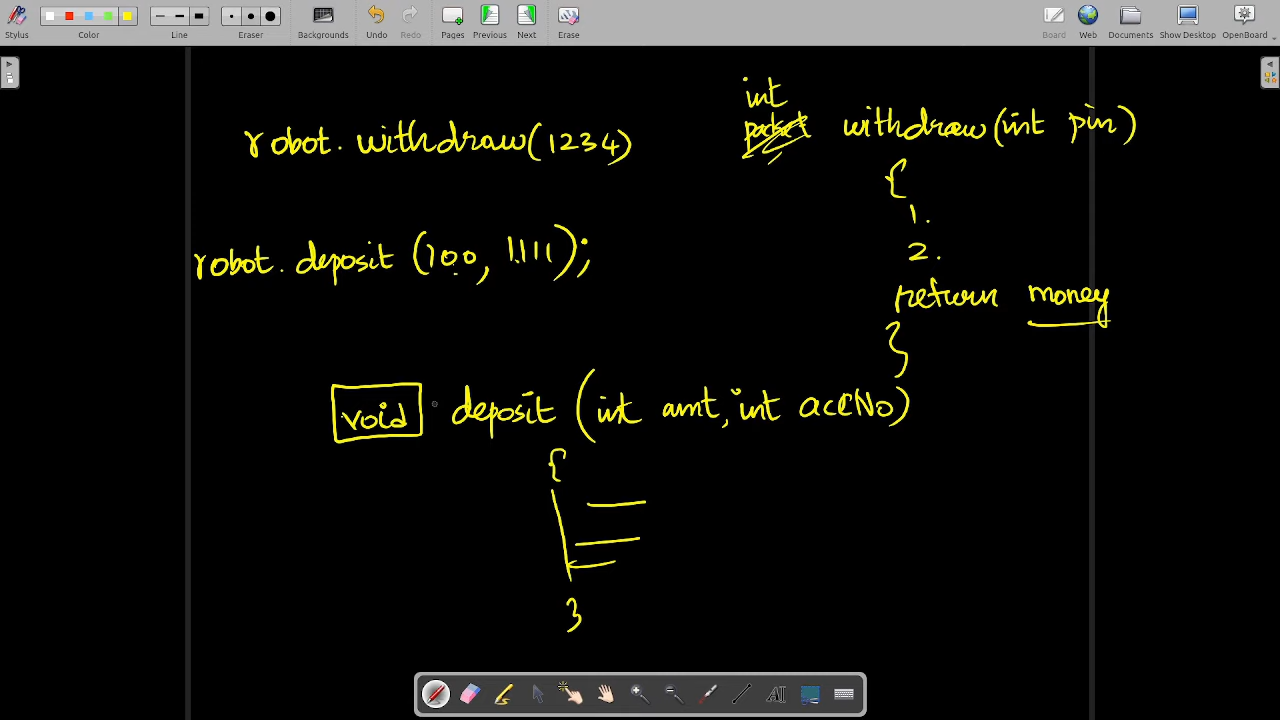 Stylus Color Line Eraser Backgrounds Undo Redo Pages Previous Next Erase Board Web Documents Show Desktop OpenBoard
robot. withdraw(1234)
robot. deposit (100, 1111);
int
withdraw(int pin)
{
1.
2.
return money
}
void deposit (int amt, int accNo)
{
}